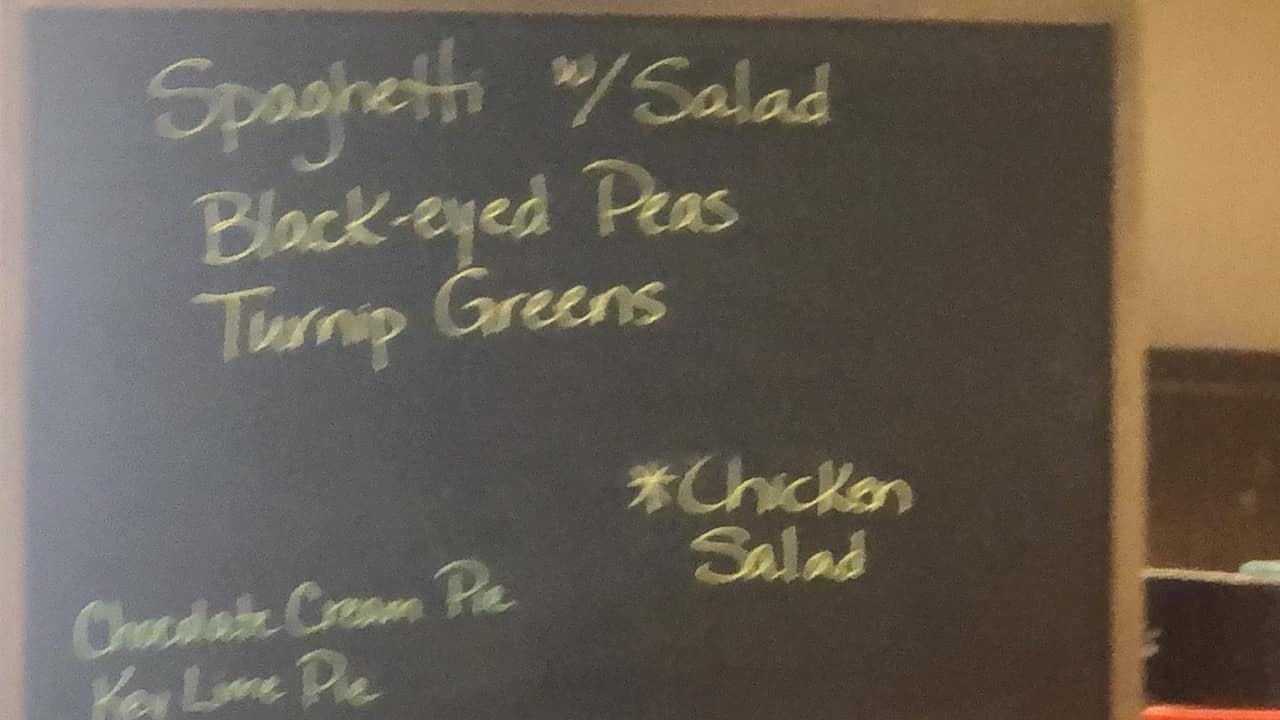 Spaghetti w/ Salad
Black-eyed Peas
Turnip Greens
*Chicken
Salad
Chocolate Cream Pie
Key Lime Pie